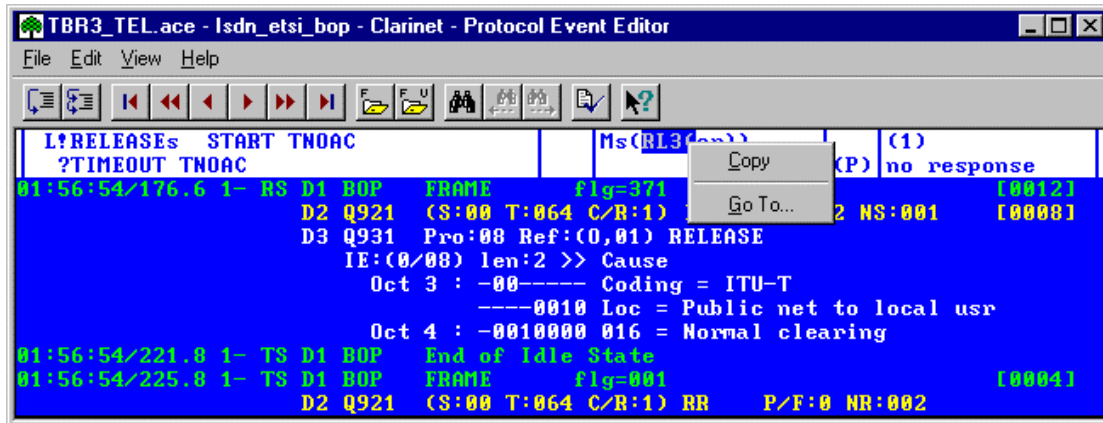 TBR3_TEL.ace - Isdn_etsi_bop - Clarinet - Protocol Event Editor
File Edit View Help
F F U
L!RELEASEs START TNOAC Ms(RL3( (1)
?TIMEOUT TNOAC (P) no response
Copy
Go To...
01:56:54/176.6 1- RS D1 BOP FRAME flg=371 [0012]
D2 Q921 (S:00 T:064 C/R:1) 2 NS:001 [0008]
D3 Q931 Pro:08 Ref:(0,01) RELEASE
IE:(0/08) len:2 >> Cause
Oct 3 : -00----- Coding = ITU-T
----0010 Loc = Public net to local usr
Oct 4 : -0010000 016 = Normal clearing
01:56:54/221.8 1- TS D1 BOP End of Idle State
01:56:54/225.8 1- TS D1 BOP FRAME flg=001 [0004]
D2 Q921 (S:00 T:064 C/R:1) RR P/F:0 NR:002